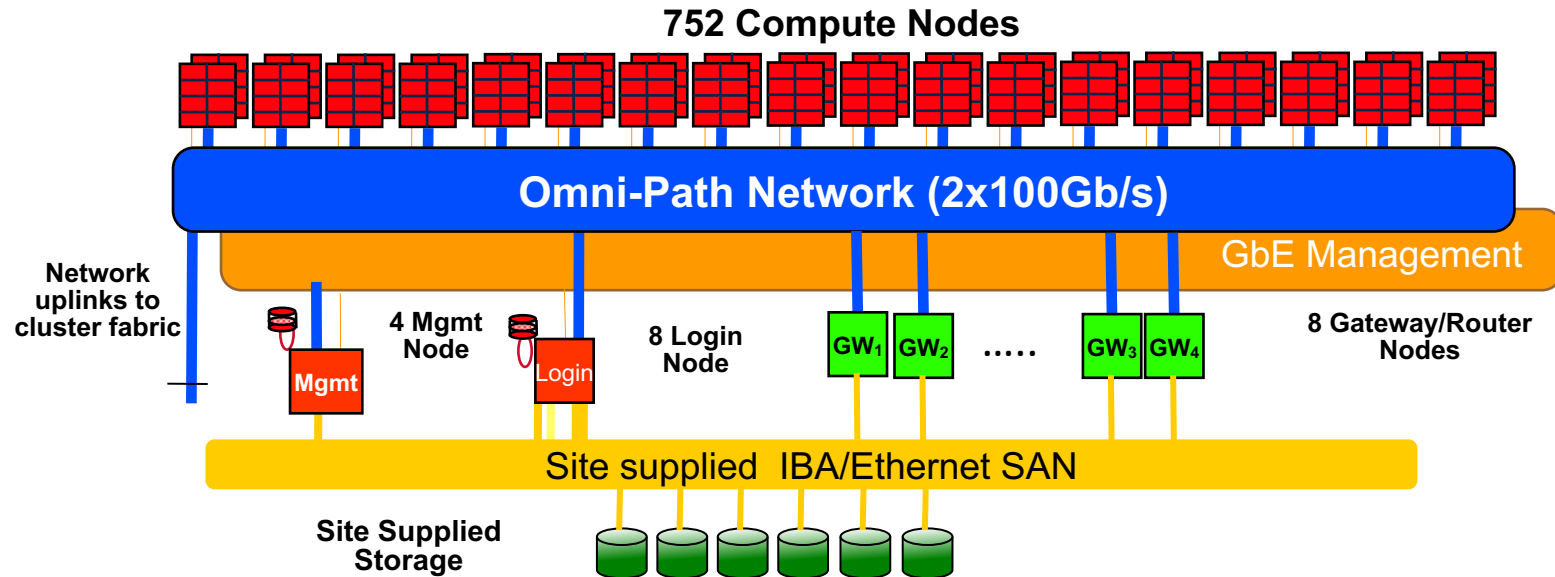 752 Compute Nodes
Omni-Path Network (2x100Gb/s)
GbE Management
Network
uplinks to
cluster fabric
4 Mgmt
Node
8 Login
Node
8 Gateway/Router
Nodes
Mgmt
Login
GW1
GW2
.....
GW3
GW4
Site supplied IBA/Ethernet SAN
Site Supplied
Storage